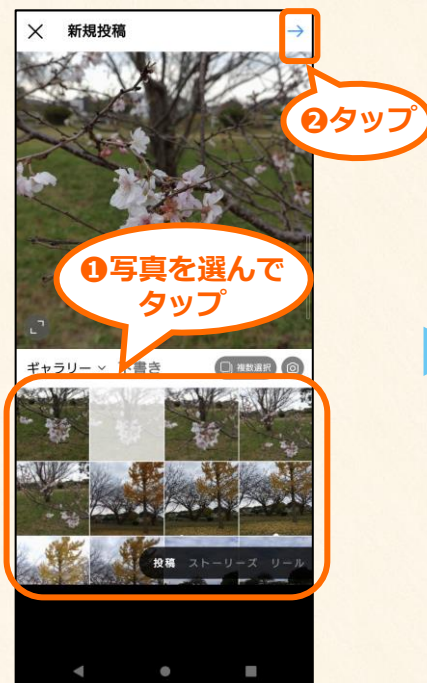 新規投稿
❷タップ
❶写真を選んで
タップ
ギャラリー
書き
複数選択
投稿 ストーリーズ リール